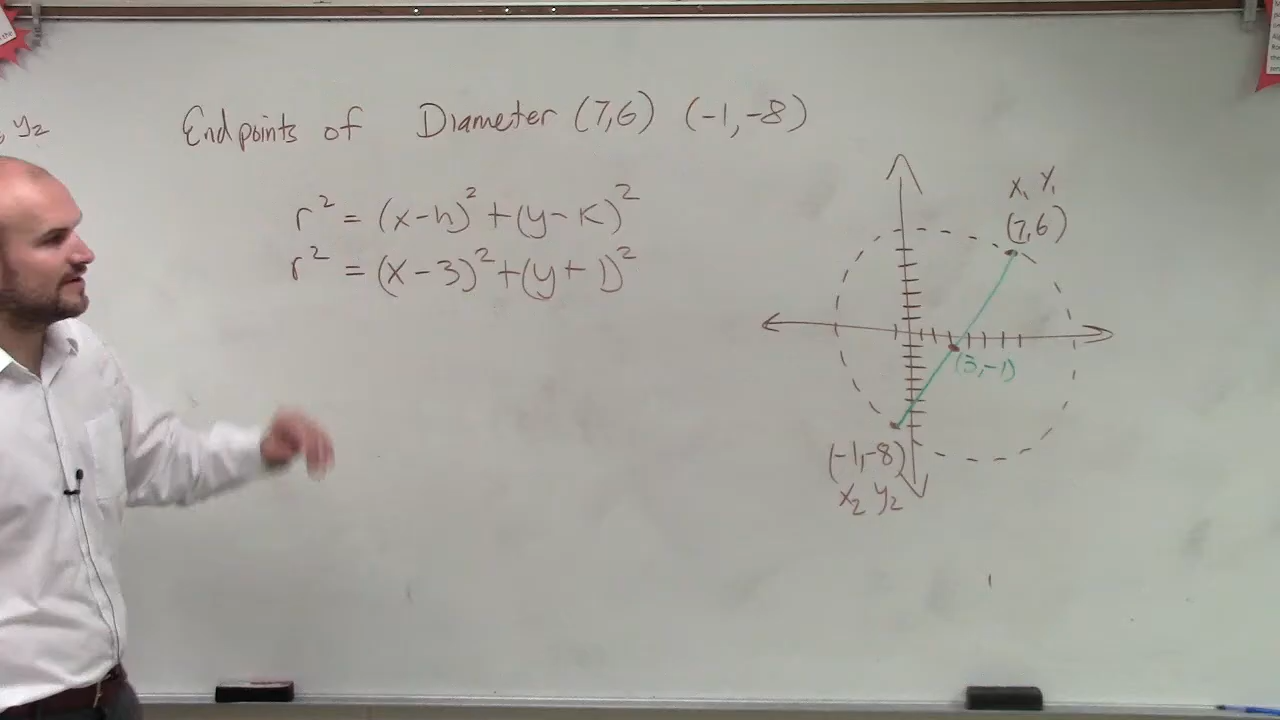 Endpoints of Diameter (7,6) (-1,-8)
, y₂
r² = (x-h)² + (y-k)²
r² = (x-3)² + (y+1)²
x₁ y₁
(7,6)
(3,-1)
(-1,-8)
x₂ y₂